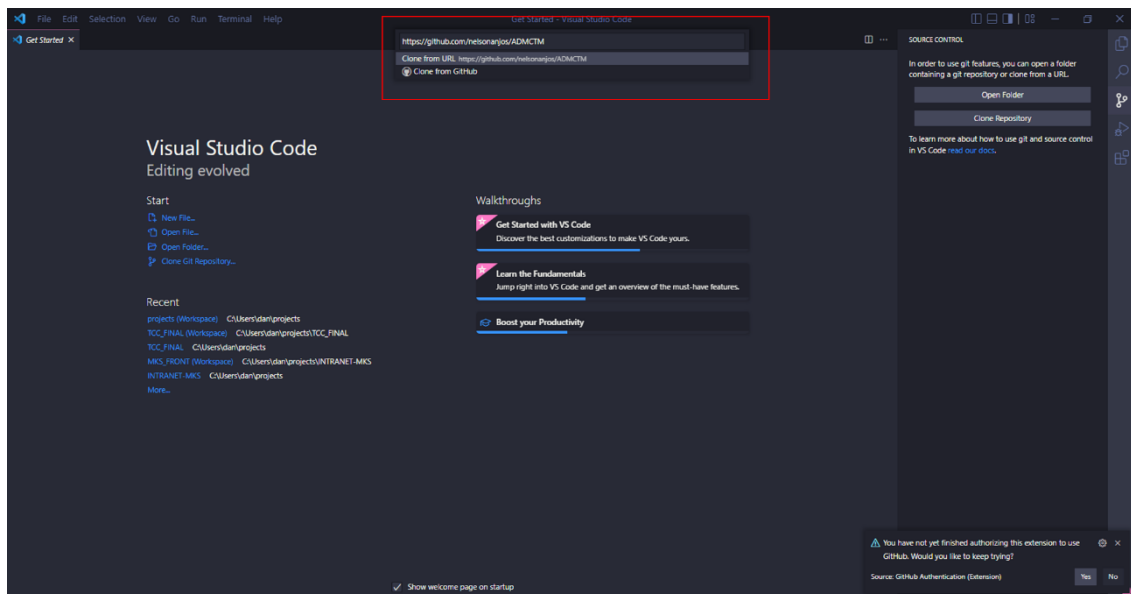 File Edit Selection View Go Run Terminal Help
Get Started - Visual Studio Code
Get Started
https://github.com/nelsonanjos/ADMCTM
Clone from URL https://github.com/nelsonanjos/ADMCTM
Clone from GitHub
Visual Studio Code
Editing evolved
Start
New File...
Open File...
Open Folder...
Clone Git Repository...
Recent
projects (Workspace) C:\Users\dan\projects
TCC_FINAL (Workspace) C:\Users\dan\projects\TCC_FINAL
TCC_FINAL C:\Users\dan\projects
MKS_FRONT (Workspace) C:\Users\dan\projects\INTRANET-MKS
INTRANET-MKS C:\Users\dan\projects
More...
Walkthroughs
Get Started with VS Code
Discover the best customizations to make VS Code yours.
Learn the Fundamentals
Jump right into VS Code and get an overview of the must-have features.
Boost your Productivity
Show welcome page on startup
SOURCE CONTROL
In order to use git features, you can open a folder
containing a git repository or clone from a URL.
Open Folder
Clone Repository
To learn more about how to use git and source control
in VS Code read our docs.
You have not yet finished authorizing this extension to use
GitHub. Would you like to keep trying?
Source: GitHub Authentication (Extension)
Yes
No